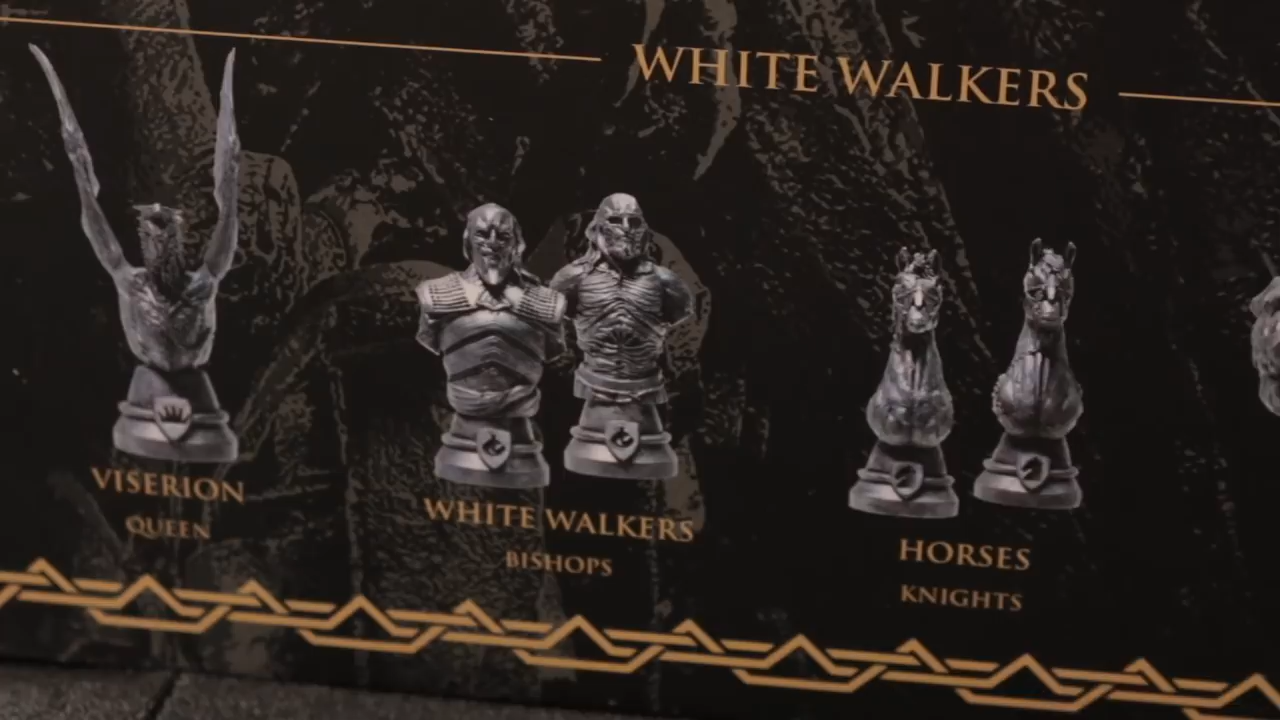 WHITE WALKERS
VISERION
QUEEN
WHITE WALKERS
BISHOPS
HORSES
KNIGHTS